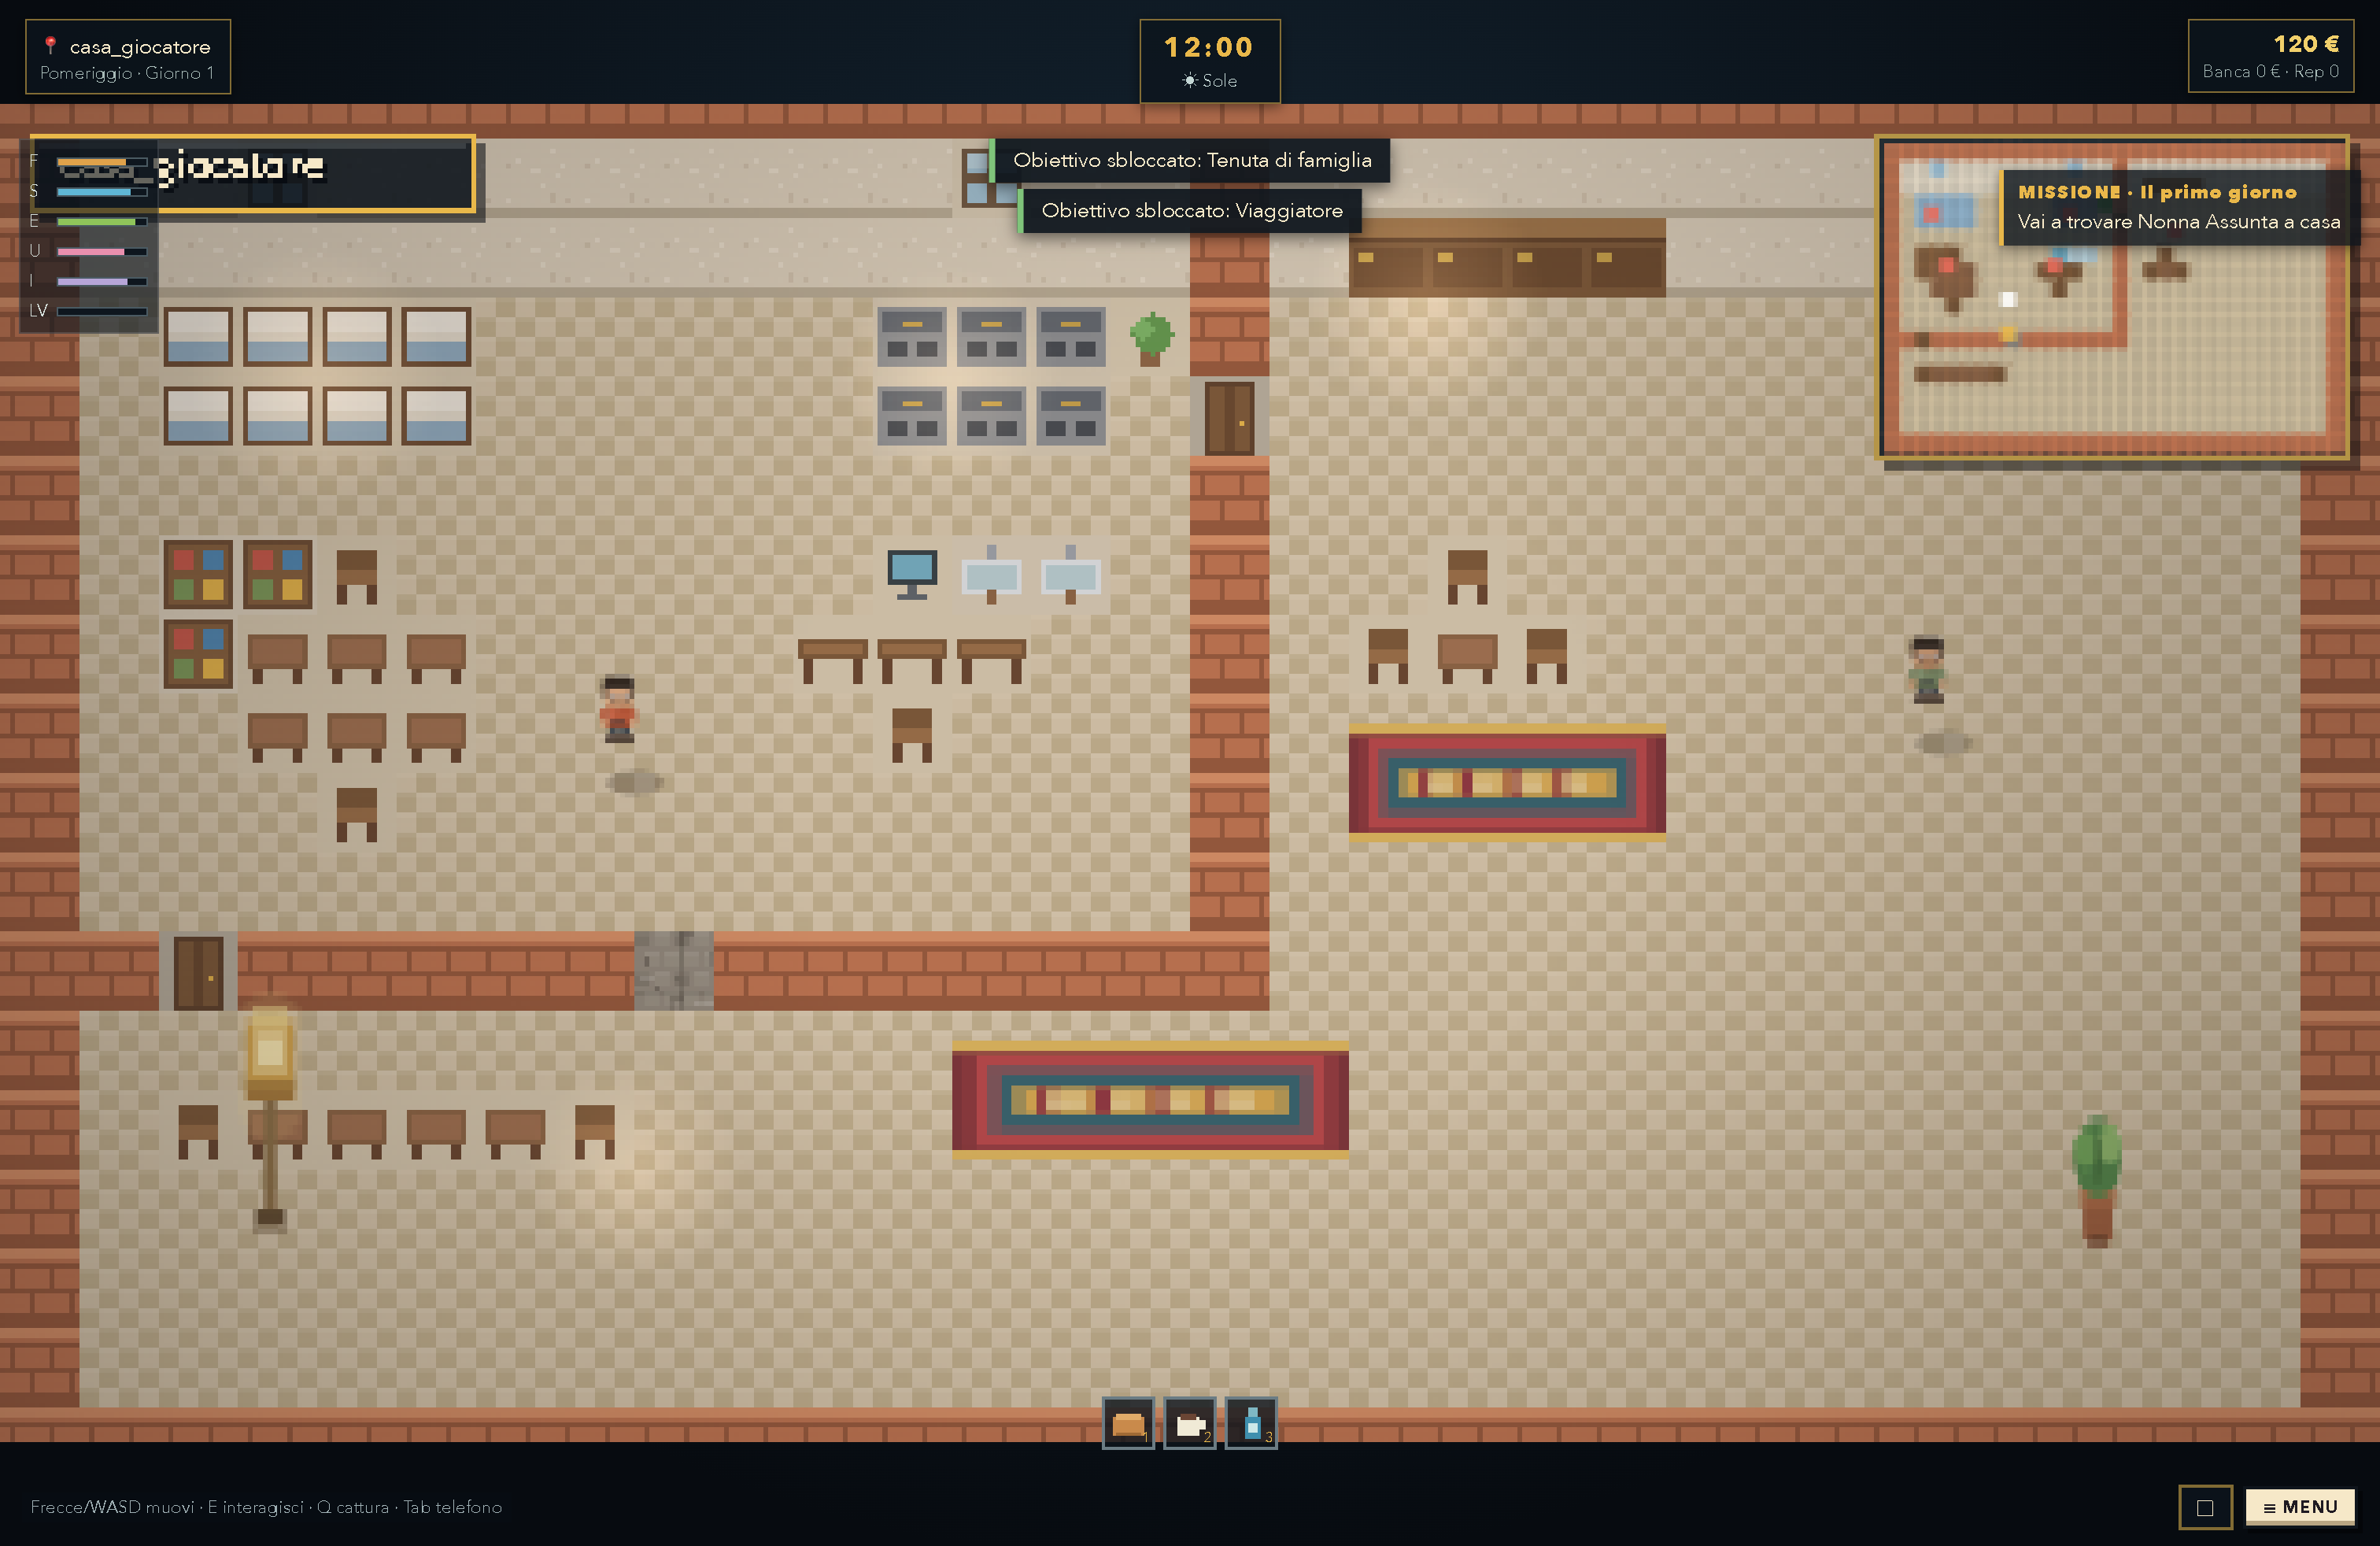 casa_giocatore
Pomeriggio · Giorno 1
12:00
Sole
120 €
Banca 0 € · Rep 0
giocatore
F
S
E
U
I
LV
Obiettivo sbloccato: Tenuta di famiglia
Obiettivo sbloccato: Viaggiatore
MISSIONE · Il primo giorno
Vai a trovare Nonna Assunta a casa
1
2
3
Frecce/WASD muovi · E interagisci · Q cattura · Tab telefono
≡ MENU